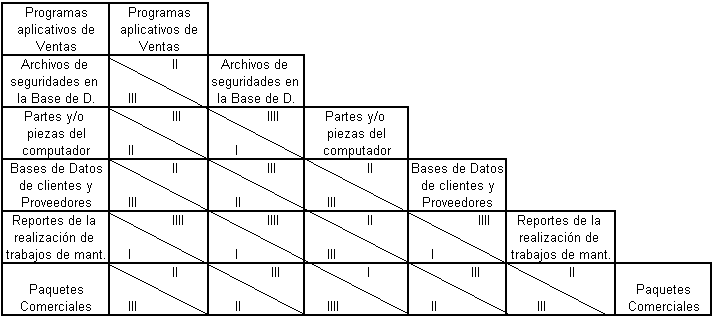 Programas
aplicativos de
Ventas
Programas
aplicativos de
Ventas
Archivos de
seguridades en
la Base de D.
II
III
Archivos de
seguridades en
la Base de D.
Partes y/o
piezas del
computador
III
II
IIII
I
Partes y/o
piezas del
computador
Bases de Datos
de clientes y
Proveedores
II
III
III
II
II
III
Bases de Datos
de clientes y
Proveedores
Reportes de la
realización de
trabajos de mant.
IIII
I
IIII
I
II
III
IIII
I
Reportes de la
realización de
trabajos de mant.
Paquetes
Comerciales
II
III
III
II
I
IIII
III
II
II
III
Paquetes
Comerciales